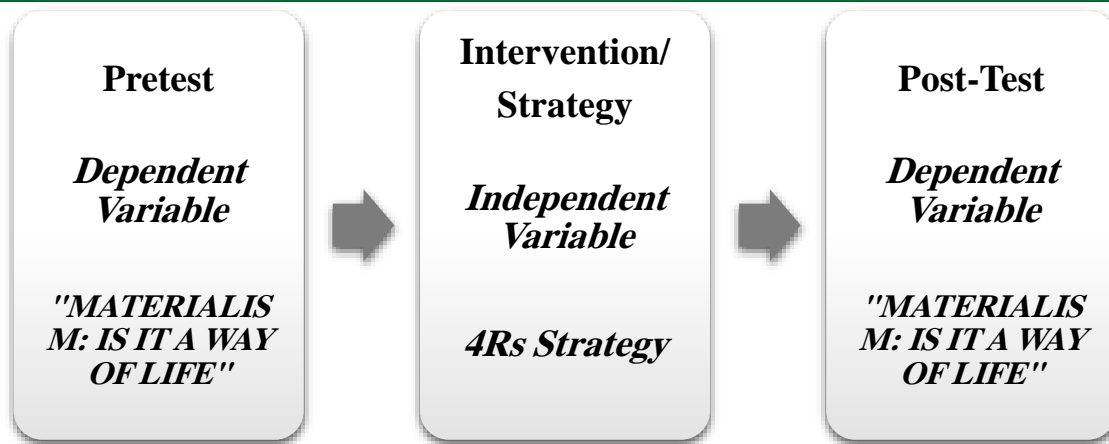 Pretest
Dependent
Variable
"MATERIALIS
M: IS IT A WAY
OF LIFE"
Intervention/
Strategy
Independent
Variable
4Rs Strategy
Post-Test
Dependent
Variable
"MATERIALIS
M: IS IT A WAY
OF LIFE"